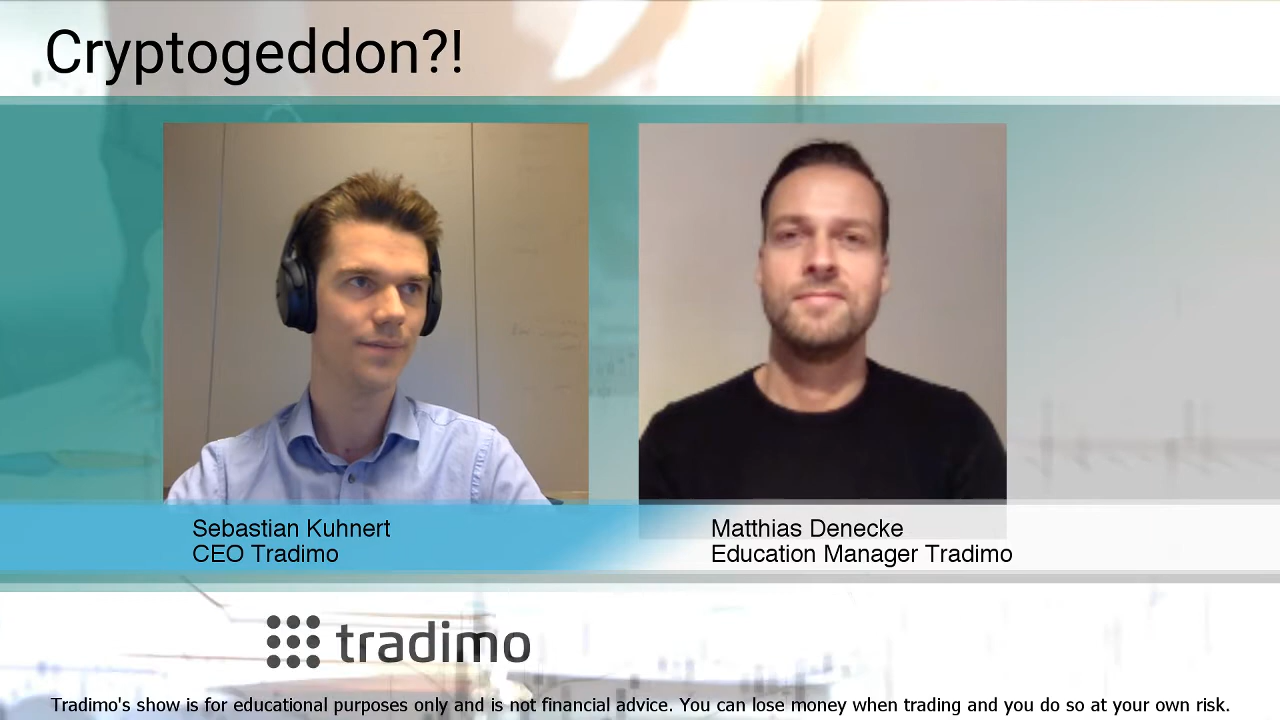 Cryptogeddon?!
Sebastian Kuhnert
CEO Tradimo
Matthias Denecke
Education Manager Tradimo
tradimo
Tradimo's show is for educational purposes only and is not financial advice. You can lose money when trading and you do so at your own risk.